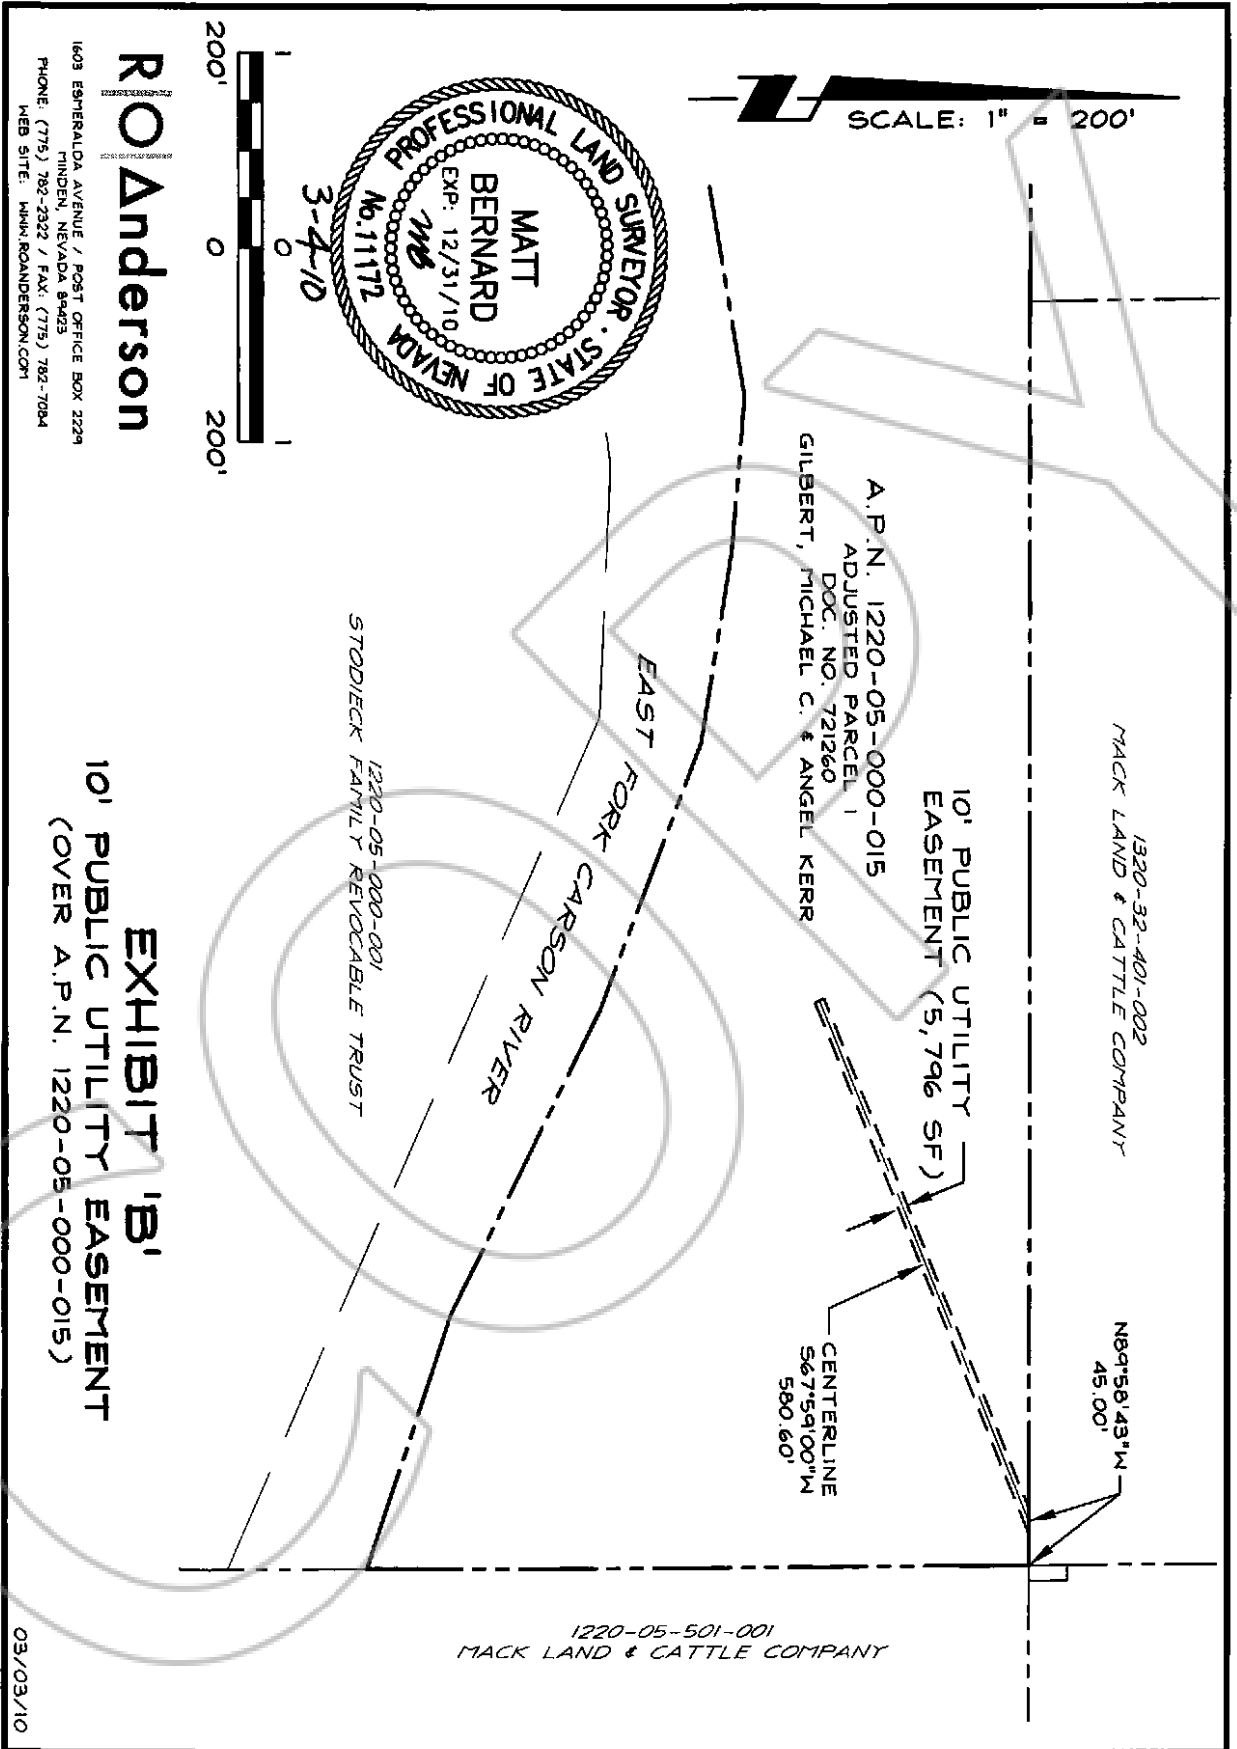 SCALE: 1" = 200'
1320-32-401-002
MACK LAND & CATTLE COMPANY
N89°58'43"W
45.00'
10' PUBLIC UTILITY
EASEMENT (5,796 SF)
A.P.N. 1220-05-000-015
ADJUSTED PARCEL 1
DOC. NO. 721260
GILBERT, MICHAEL C. & ANGEL KERR
CENTERLINE
S67°59'00"W
580.60'
EAST FORK CARSON RIVER
1220-05-000-001
STODIECK FAMILY REVOCABLE TRUST
1220-05-501-001
MACK LAND & CATTLE COMPANY
PROFESSIONAL LAND SURVEYOR · STATE OF NEVADA
MATT
BERNARD
EXP: 12/31/10
MB
No. 11172
3-4-10
1 0 1
200' 0 200'
RO Anderson
1603 ESMERALDA AVENUE / POST OFFICE BOX 2229
MINDEN, NEVADA 89423
PHONE: (775) 782-2322 / FAX: (775) 782-7084
WEB SITE: WWW.ROANDERSON.COM
EXHIBIT 'B'
10' PUBLIC UTILITY EASEMENT
(OVER A.P.N. 1220-05-000-015)
03/03/10
COPY